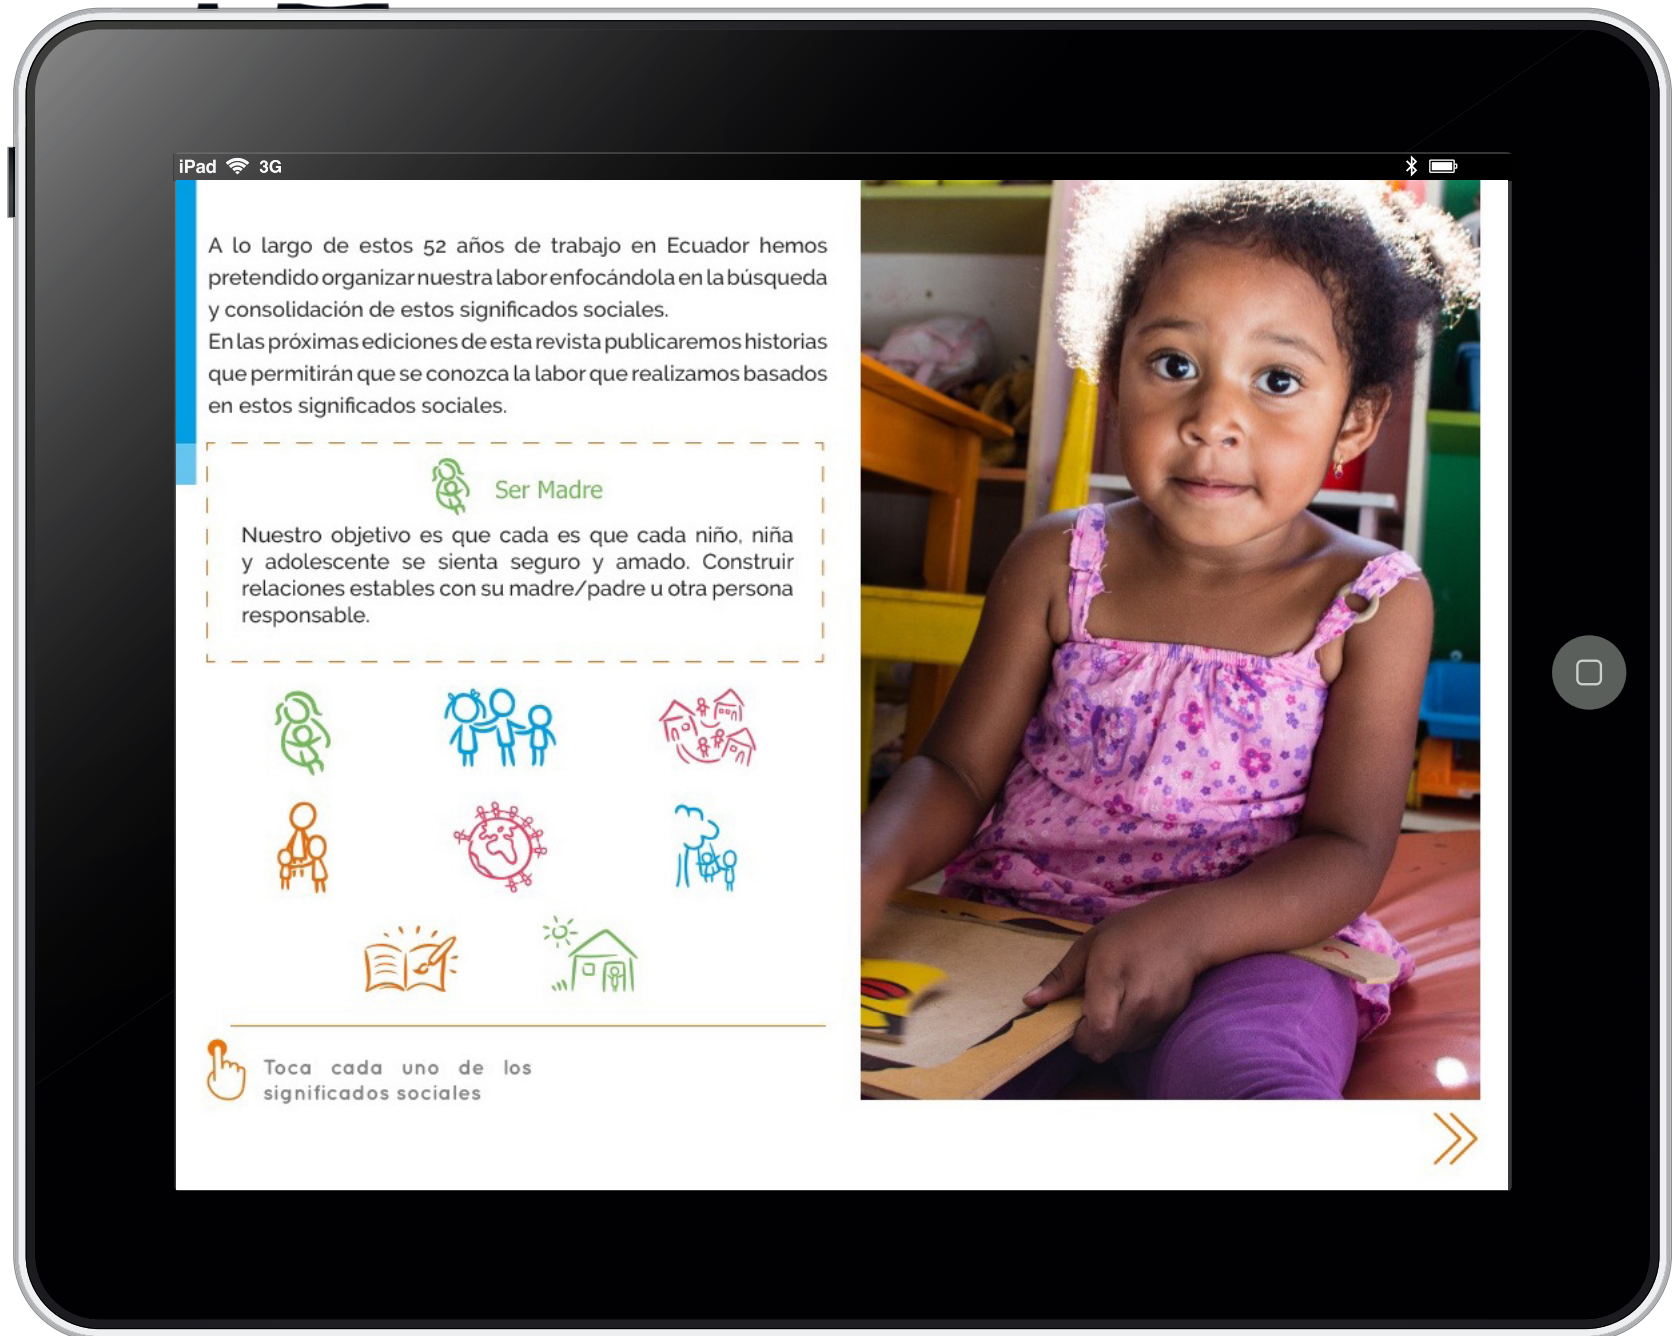 iPad 3G
A lo largo de estos 52 años de trabajo en Ecuador hemos
pretendido organizar nuestra labor enfocándola en la búsqueda
y consolidación de estos significados sociales.
En las próximas ediciones de esta revista publicaremos historias
que permitirán que se conozca la labor que realizamos basados
en estos significados sociales.
Ser Madre
Nuestro objetivo es que cada es que cada niño, niña
y adolescente se sienta seguro y amado. Construir
relaciones estables con su madre/padre u otra persona
responsable.
Toca cada uno de los
significados sociales